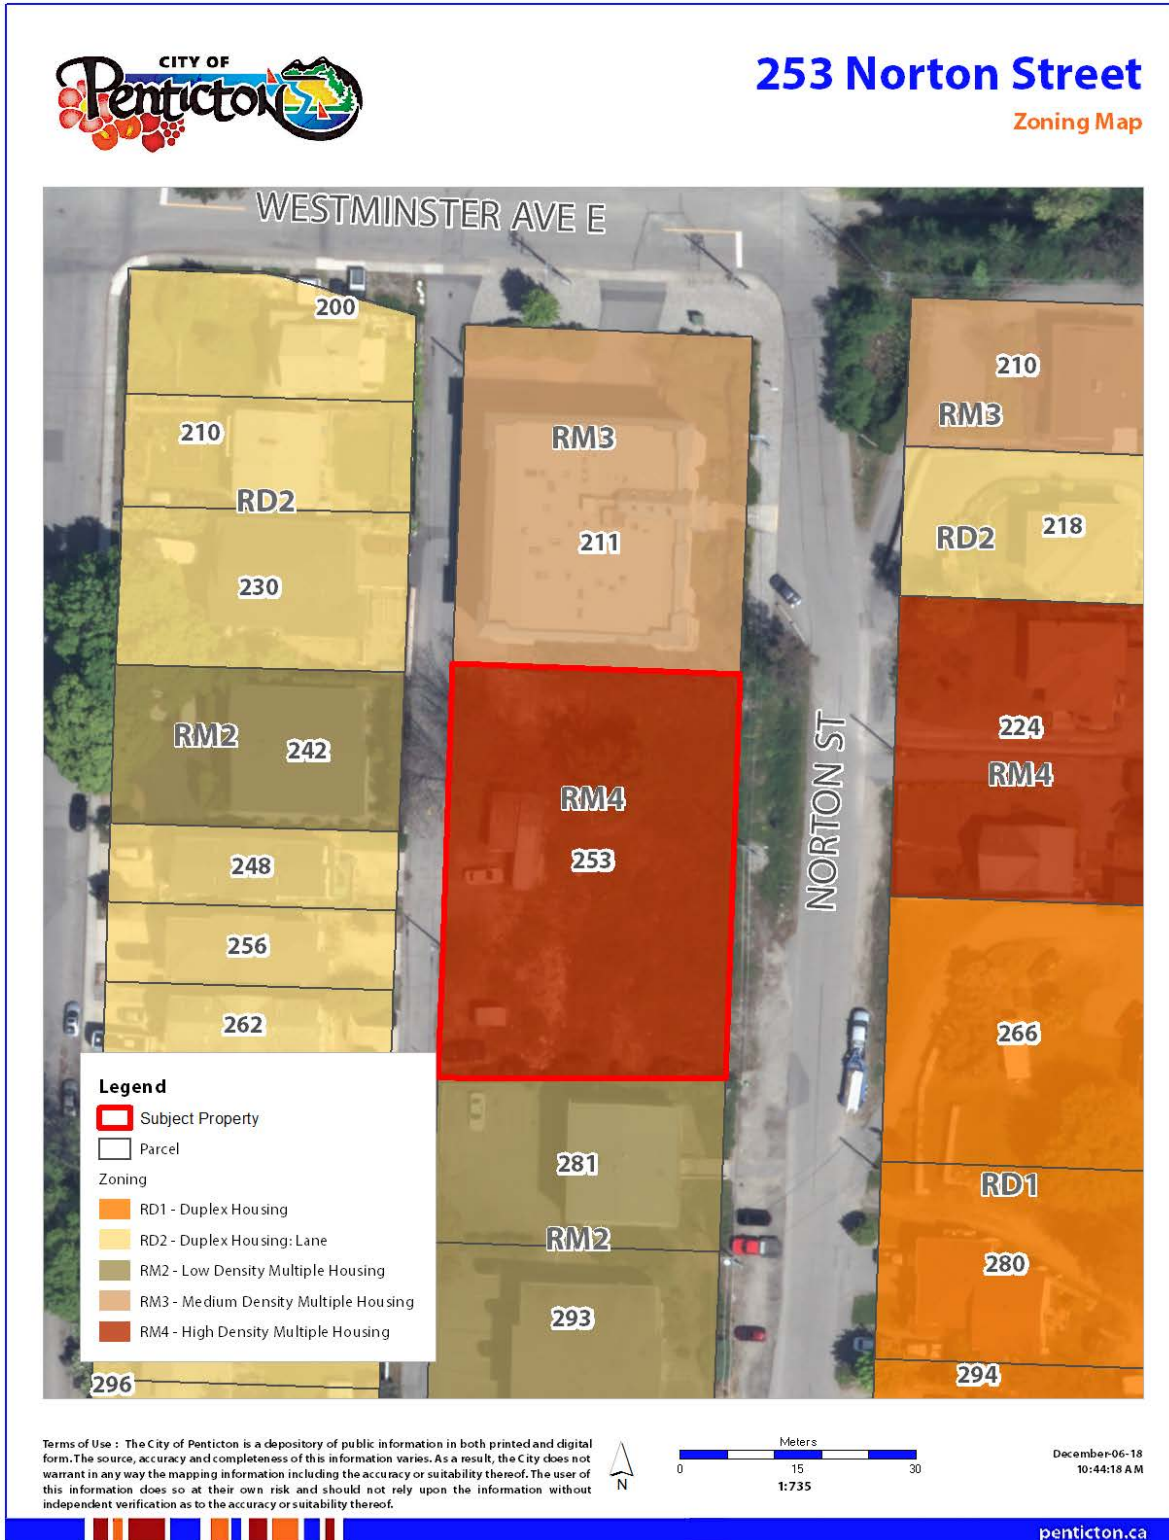 CITY OF
Penticton
253 Norton Street
Zoning Map
WESTMINSTER AVE E
200
210
RD2
230
RM2
242
248
256
262
296
RM3
211
RM4
253
281
RM2
293
NORTON ST
210
RM3
RD2
218
224
RM4
266
RD1
280
294
Legend
Subject Property
Parcel
Zoning
RD1 - Duplex Housing
RD2 - Duplex Housing: Lane
RM2 - Low Density Multiple Housing
RM3 - Medium Density Multiple Housing
RM4 - High Density Multiple Housing
Terms of Use : The City of Penticton is a depository of public information in both printed and digital
form. The source, accuracy and completeness of this information varies. As a result, the City does not
warrant in any way the mapping information including the accuracy or suitability thereof. The user of
this information does so at their own risk and should not rely upon the information without
independent verification as to the accuracy or suitability thereof.
N
Meters
0 15 30
1:735
December-06-18
10:44:18 AM
penticton.ca